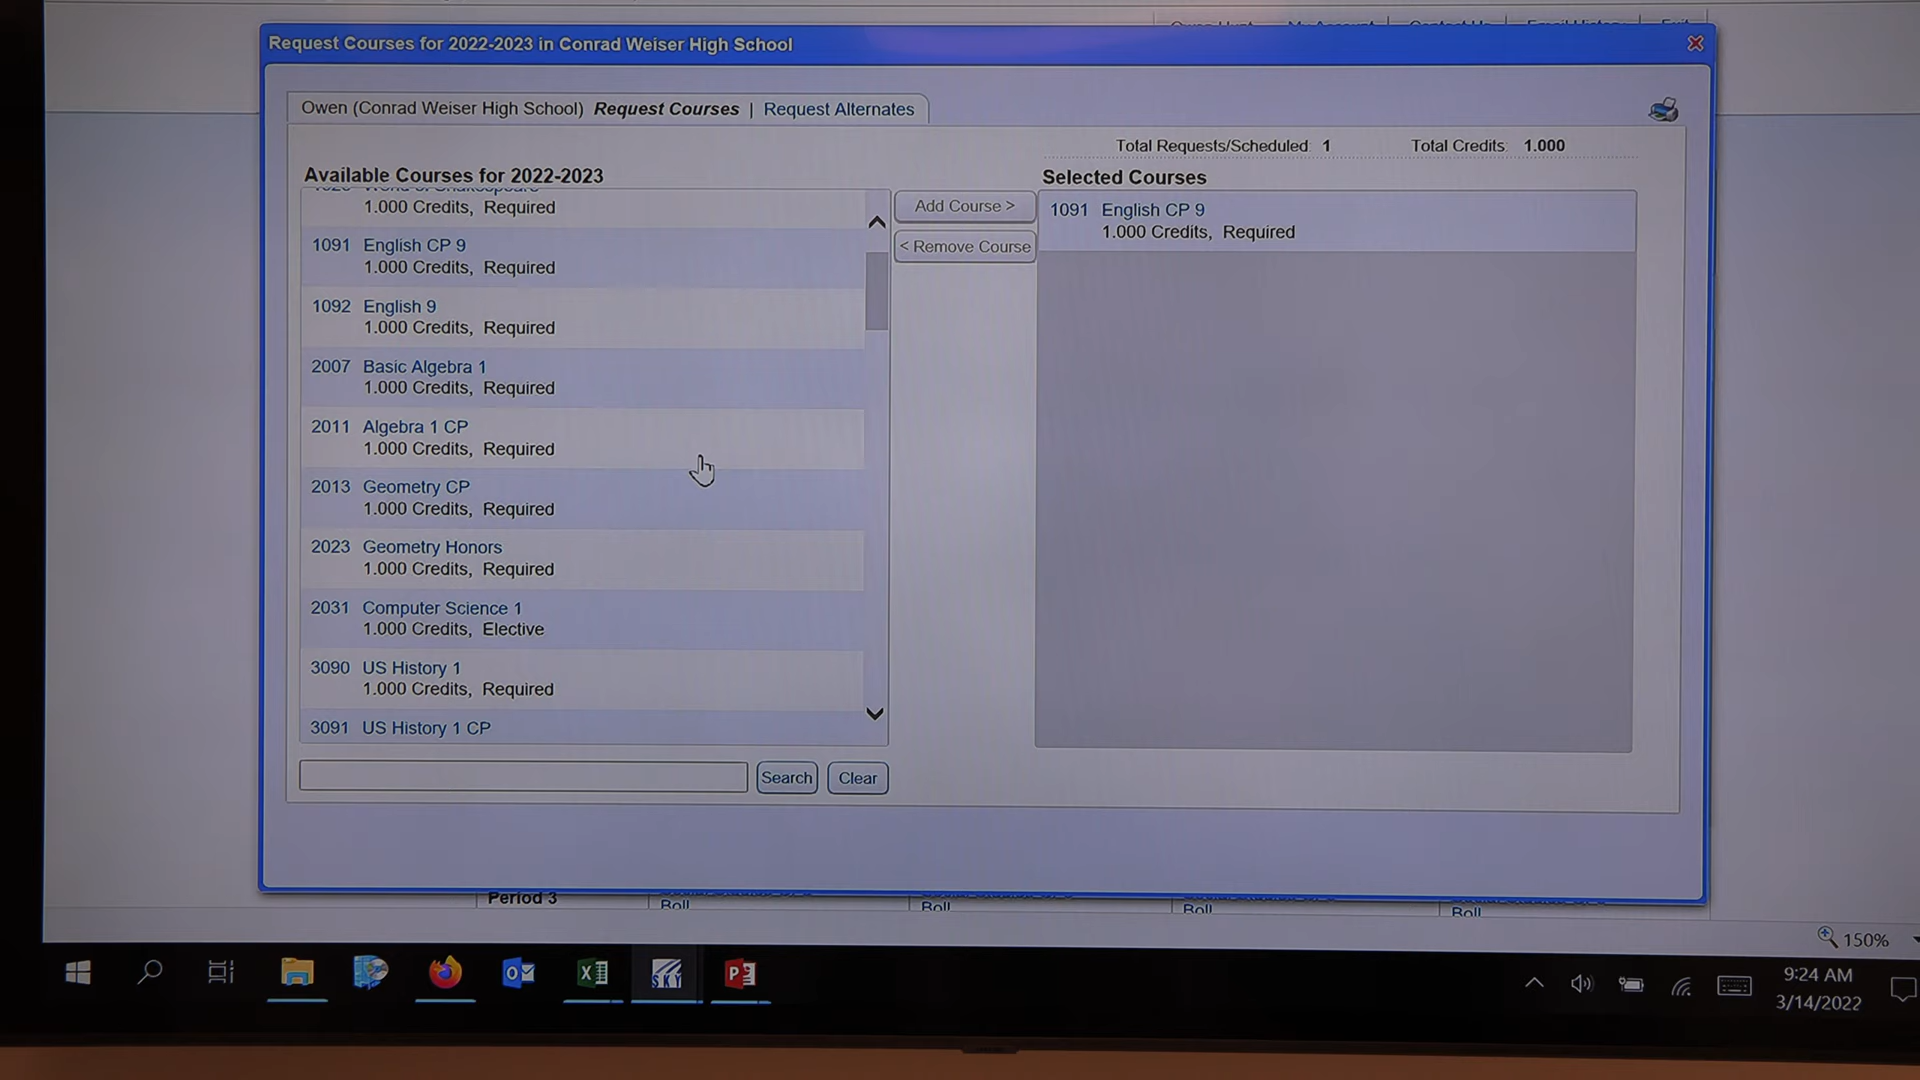 Request Courses for 2022-2023 in Conrad Weiser High School
Owen (Conrad Weiser High School) Request Courses | Request Alternates
Total Requests/Scheduled: 1 Total Credits: 1.000
Available Courses for 2022-2023
Selected Courses
1.000 Credits, Required
1091 English CP 9
1.000 Credits, Required
1092 English 9
1.000 Credits, Required
2007 Basic Algebra 1
1.000 Credits, Required
2011 Algebra 1 CP
1.000 Credits, Required
2013 Geometry CP
1.000 Credits, Required
2023 Geometry Honors
1.000 Credits, Required
2031 Computer Science 1
1.000 Credits, Elective
3090 US History 1
1.000 Credits, Required
3091 US History 1 CP
Add Course >
< Remove Course
1091 English CP 9
1.000 Credits, Required
Search
Clear
Period 3
Roll
Roll
Roll
Roll
150%
SKY
9:24 AM
3/14/2022